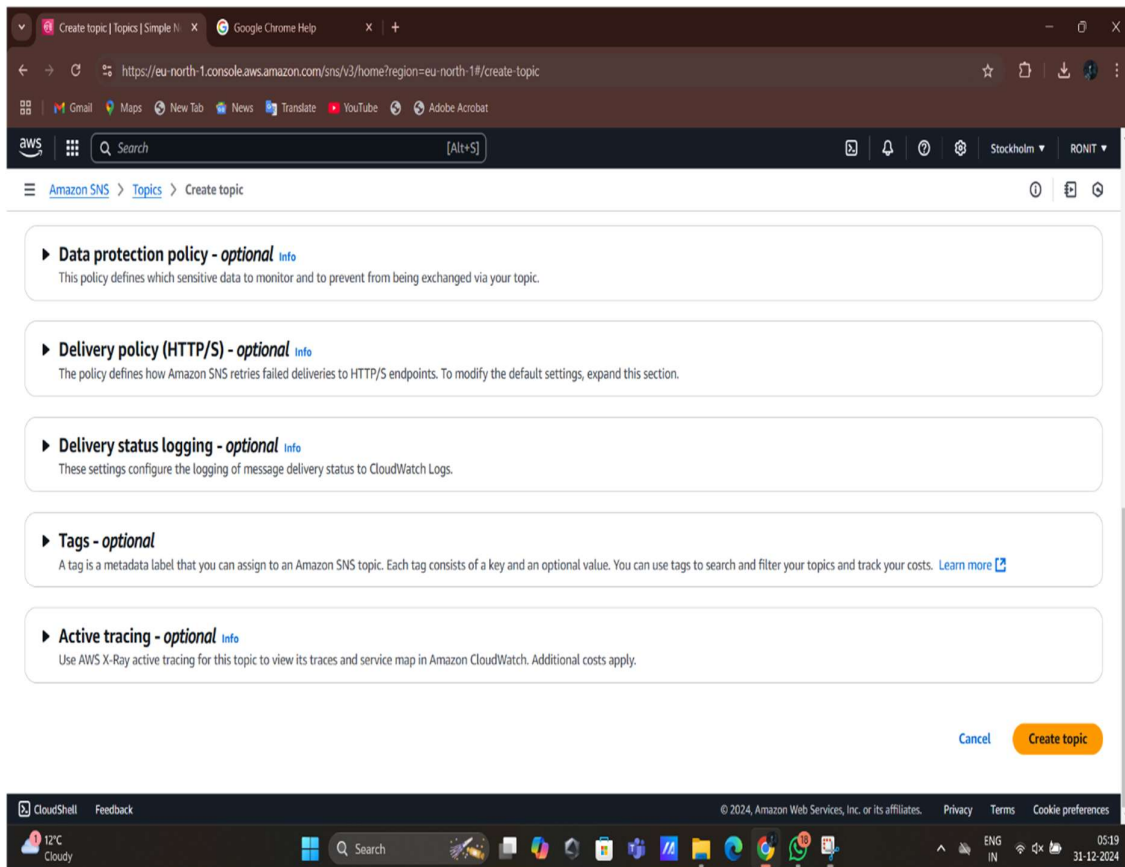 Create topic | Topics | Simple N
Google Chrome Help
https://eu-north-1.console.aws.amazon.com/sns/v3/home?region=eu-north-1#/create-topic
Gmail Maps New Tab News Translate YouTube Adobe Acrobat
aws Search [Alt+S] Stockholm ▼ RONIT ▼
Amazon SNS > Topics > Create topic
Data protection policy - optional Info
This policy defines which sensitive data to monitor and to prevent from being exchanged via your topic.
Delivery policy (HTTP/S) - optional Info
The policy defines how Amazon SNS retries failed deliveries to HTTP/S endpoints. To modify the default settings, expand this section.
Delivery status logging - optional Info
These settings configure the logging of message delivery status to CloudWatch Logs.
Tags - optional
A tag is a metadata label that you can assign to an Amazon SNS topic. Each tag consists of a key and an optional value. You can use tags to search and filter your topics and track your costs. Learn more
Active tracing - optional Info
Use AWS X-Ray active tracing for this topic to view its traces and service map in Amazon CloudWatch. Additional costs apply.
Cancel Create topic
CloudShell Feedback © 2024, Amazon Web Services, Inc. or its affiliates. Privacy Terms Cookie preferences
1 12°C Search 18 ENG 05:19
Cloudy IN 31-12-2024